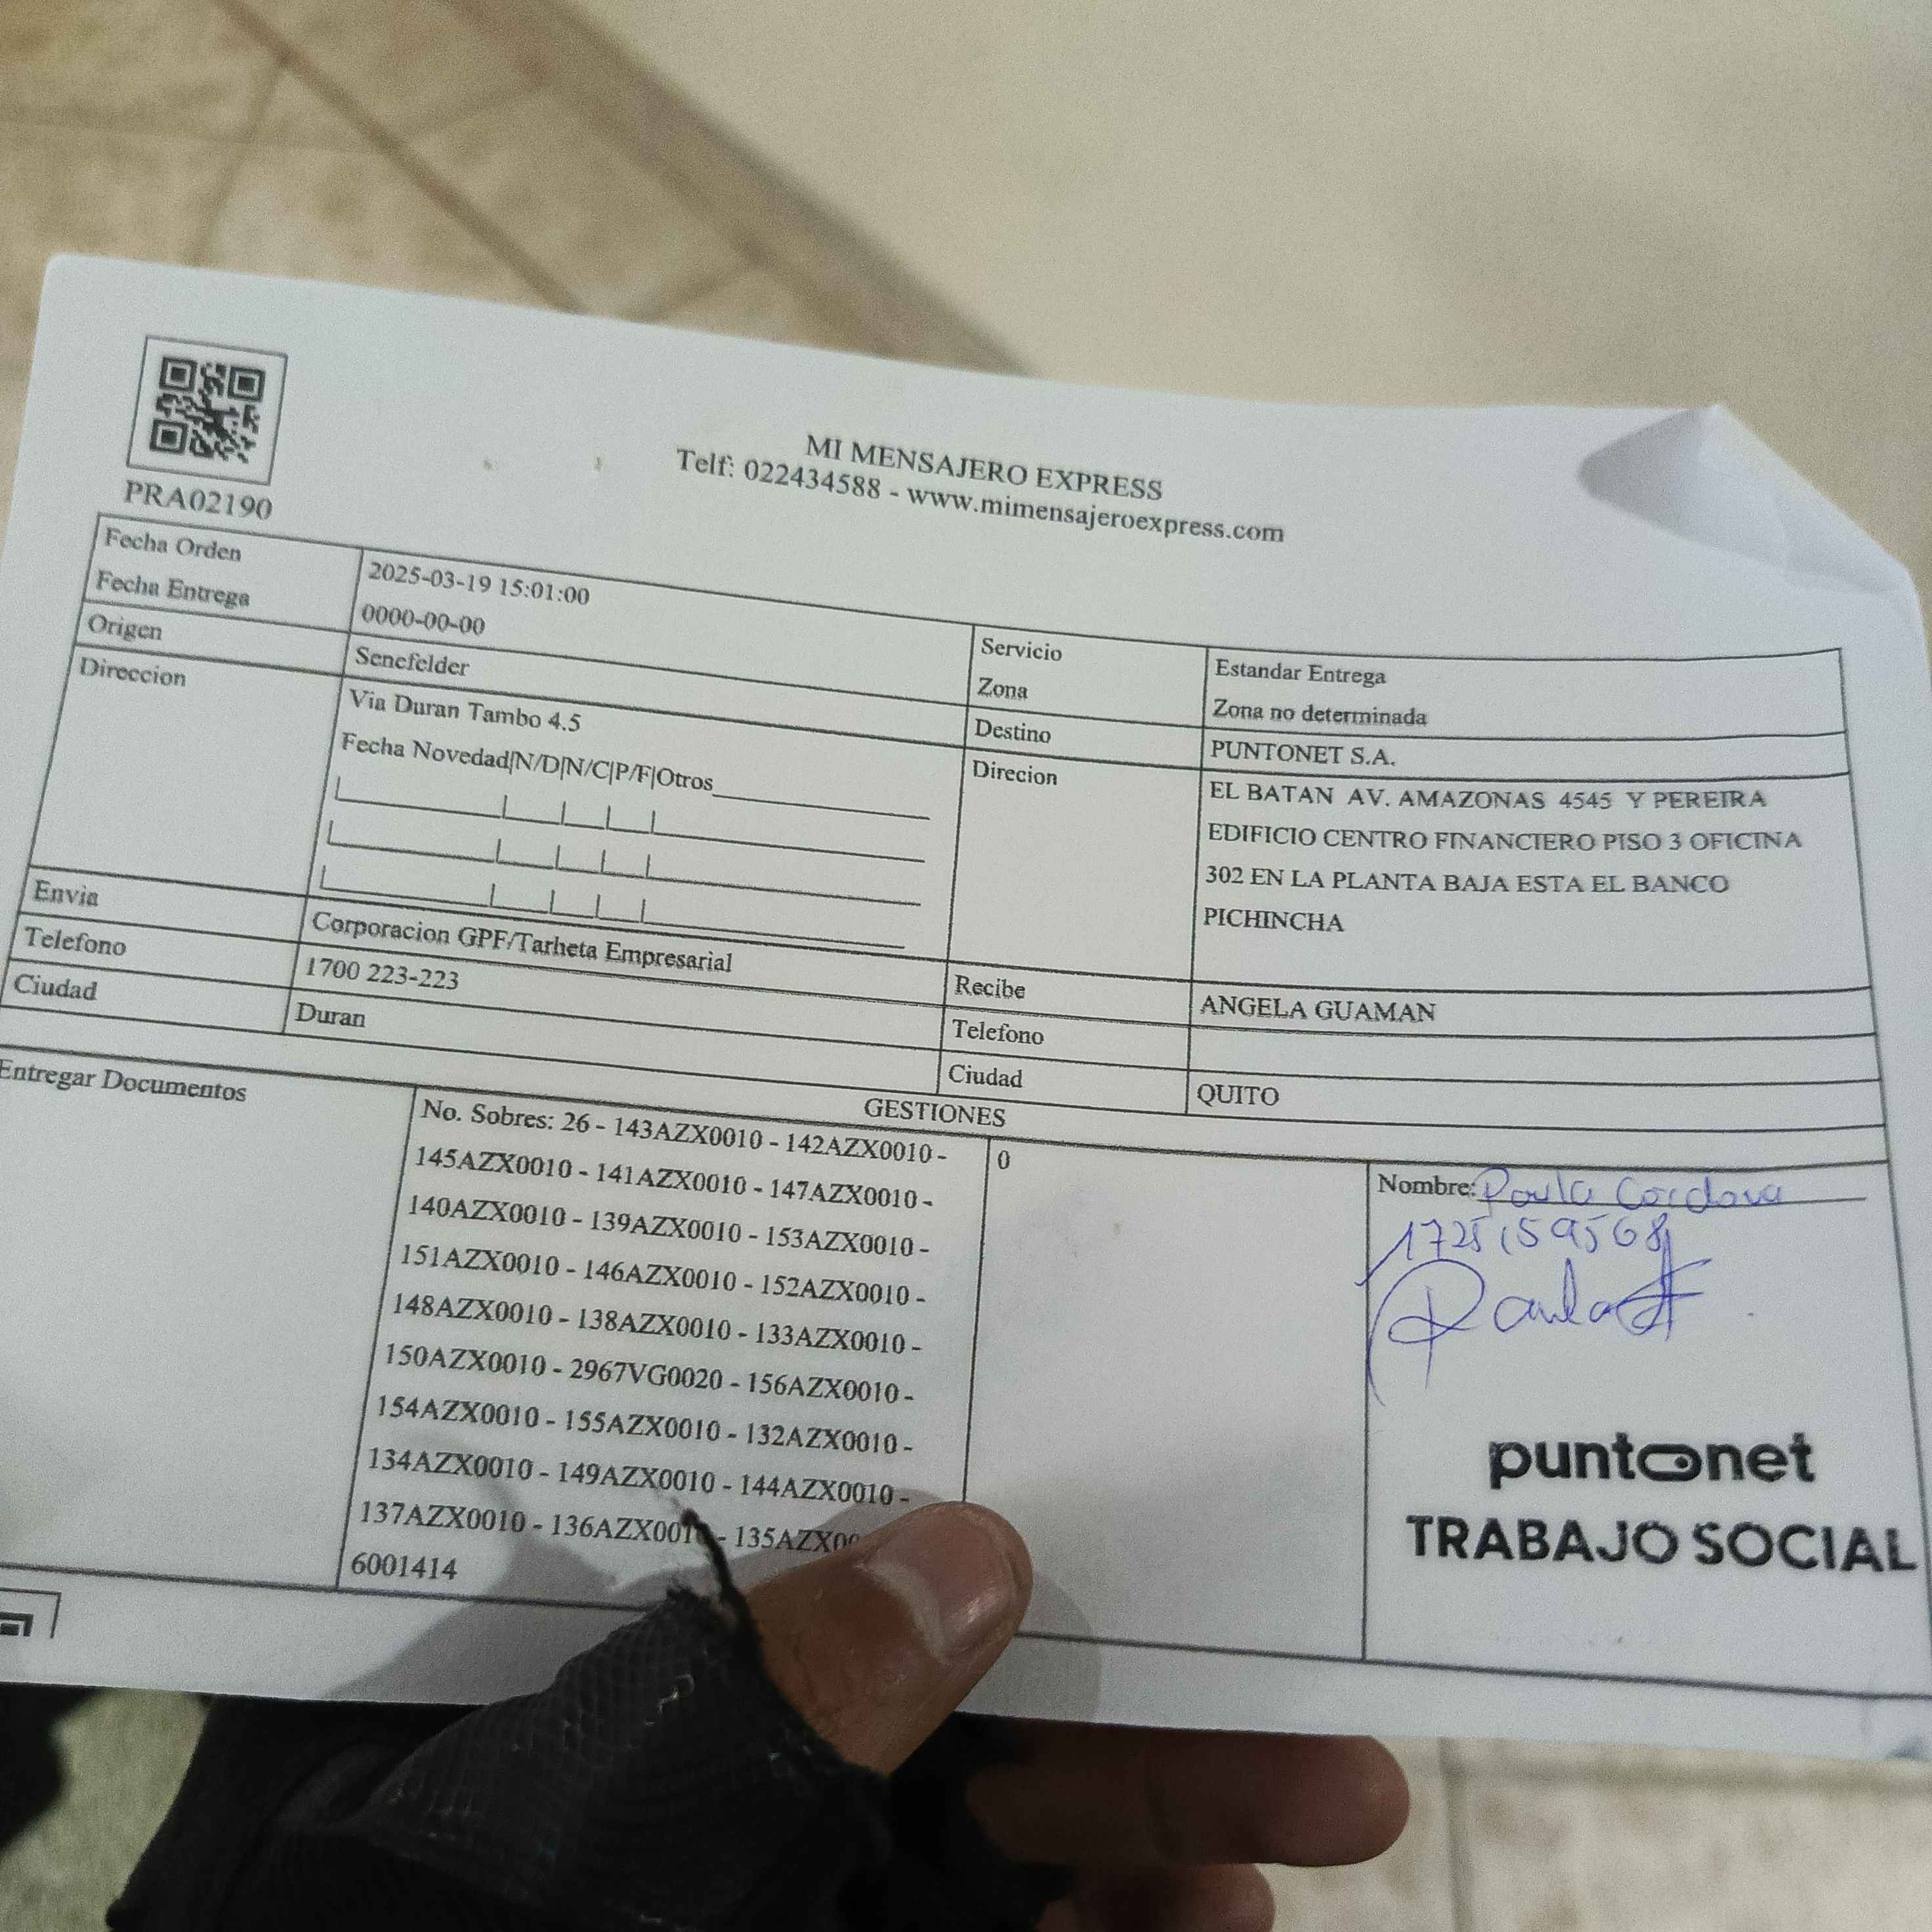 PRA02190
MI MENSAJERO EXPRESS
Telf: 022434588 - www.mimensajeroexpress.com
Fecha Orden 2025-03-19 15:01:00
Fecha Entrega 0000-00-00
Origen Senefelder
Direccion Via Duran Tambo 4.5
Fecha Novedad|N/D|N/C|P/F|Otros
Envia Corporacion GPF/Tarheta Empresarial
Telefono 1700 223-223
Ciudad Duran
Servicio Estandar Entrega
Zona Zona no determinada
Destino PUNTONET S.A.
Direcion EL BATAN AV. AMAZONAS 4545 Y PEREIRA
EDIFICIO CENTRO FINANCIERO PISO 3 OFICINA
302 EN LA PLANTA BAJA ESTA EL BANCO
PICHINCHA
Recibe ANGELA GUAMAN
Telefono
Ciudad QUITO
GESTIONES
Entregar Documentos
No. Sobres: 26 - 143AZX0010 - 142AZX0010 -
145AZX0010 - 141AZX0010 - 147AZX0010 -
140AZX0010 - 139AZX0010 - 153AZX0010 -
151AZX0010 - 146AZX0010 - 152AZX0010 -
148AZX0010 - 138AZX0010 - 133AZX0010 -
150AZX0010 - 2967VG0020 - 156AZX0010 -
154AZX0010 - 155AZX0010 - 132AZX0010 -
134AZX0010 - 149AZX0010 - 144AZX0010 -
137AZX0010 - 136AZX0010 - 135AZX00
6001414
0
Nombre: Paula Cordova
1725159568
Paula
puntonet
TRABAJO SOCIAL